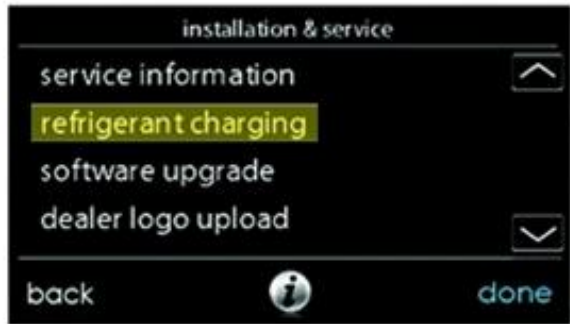 installation & service
service information
refrigerant charging
software upgrade
dealer logo upload
back i done